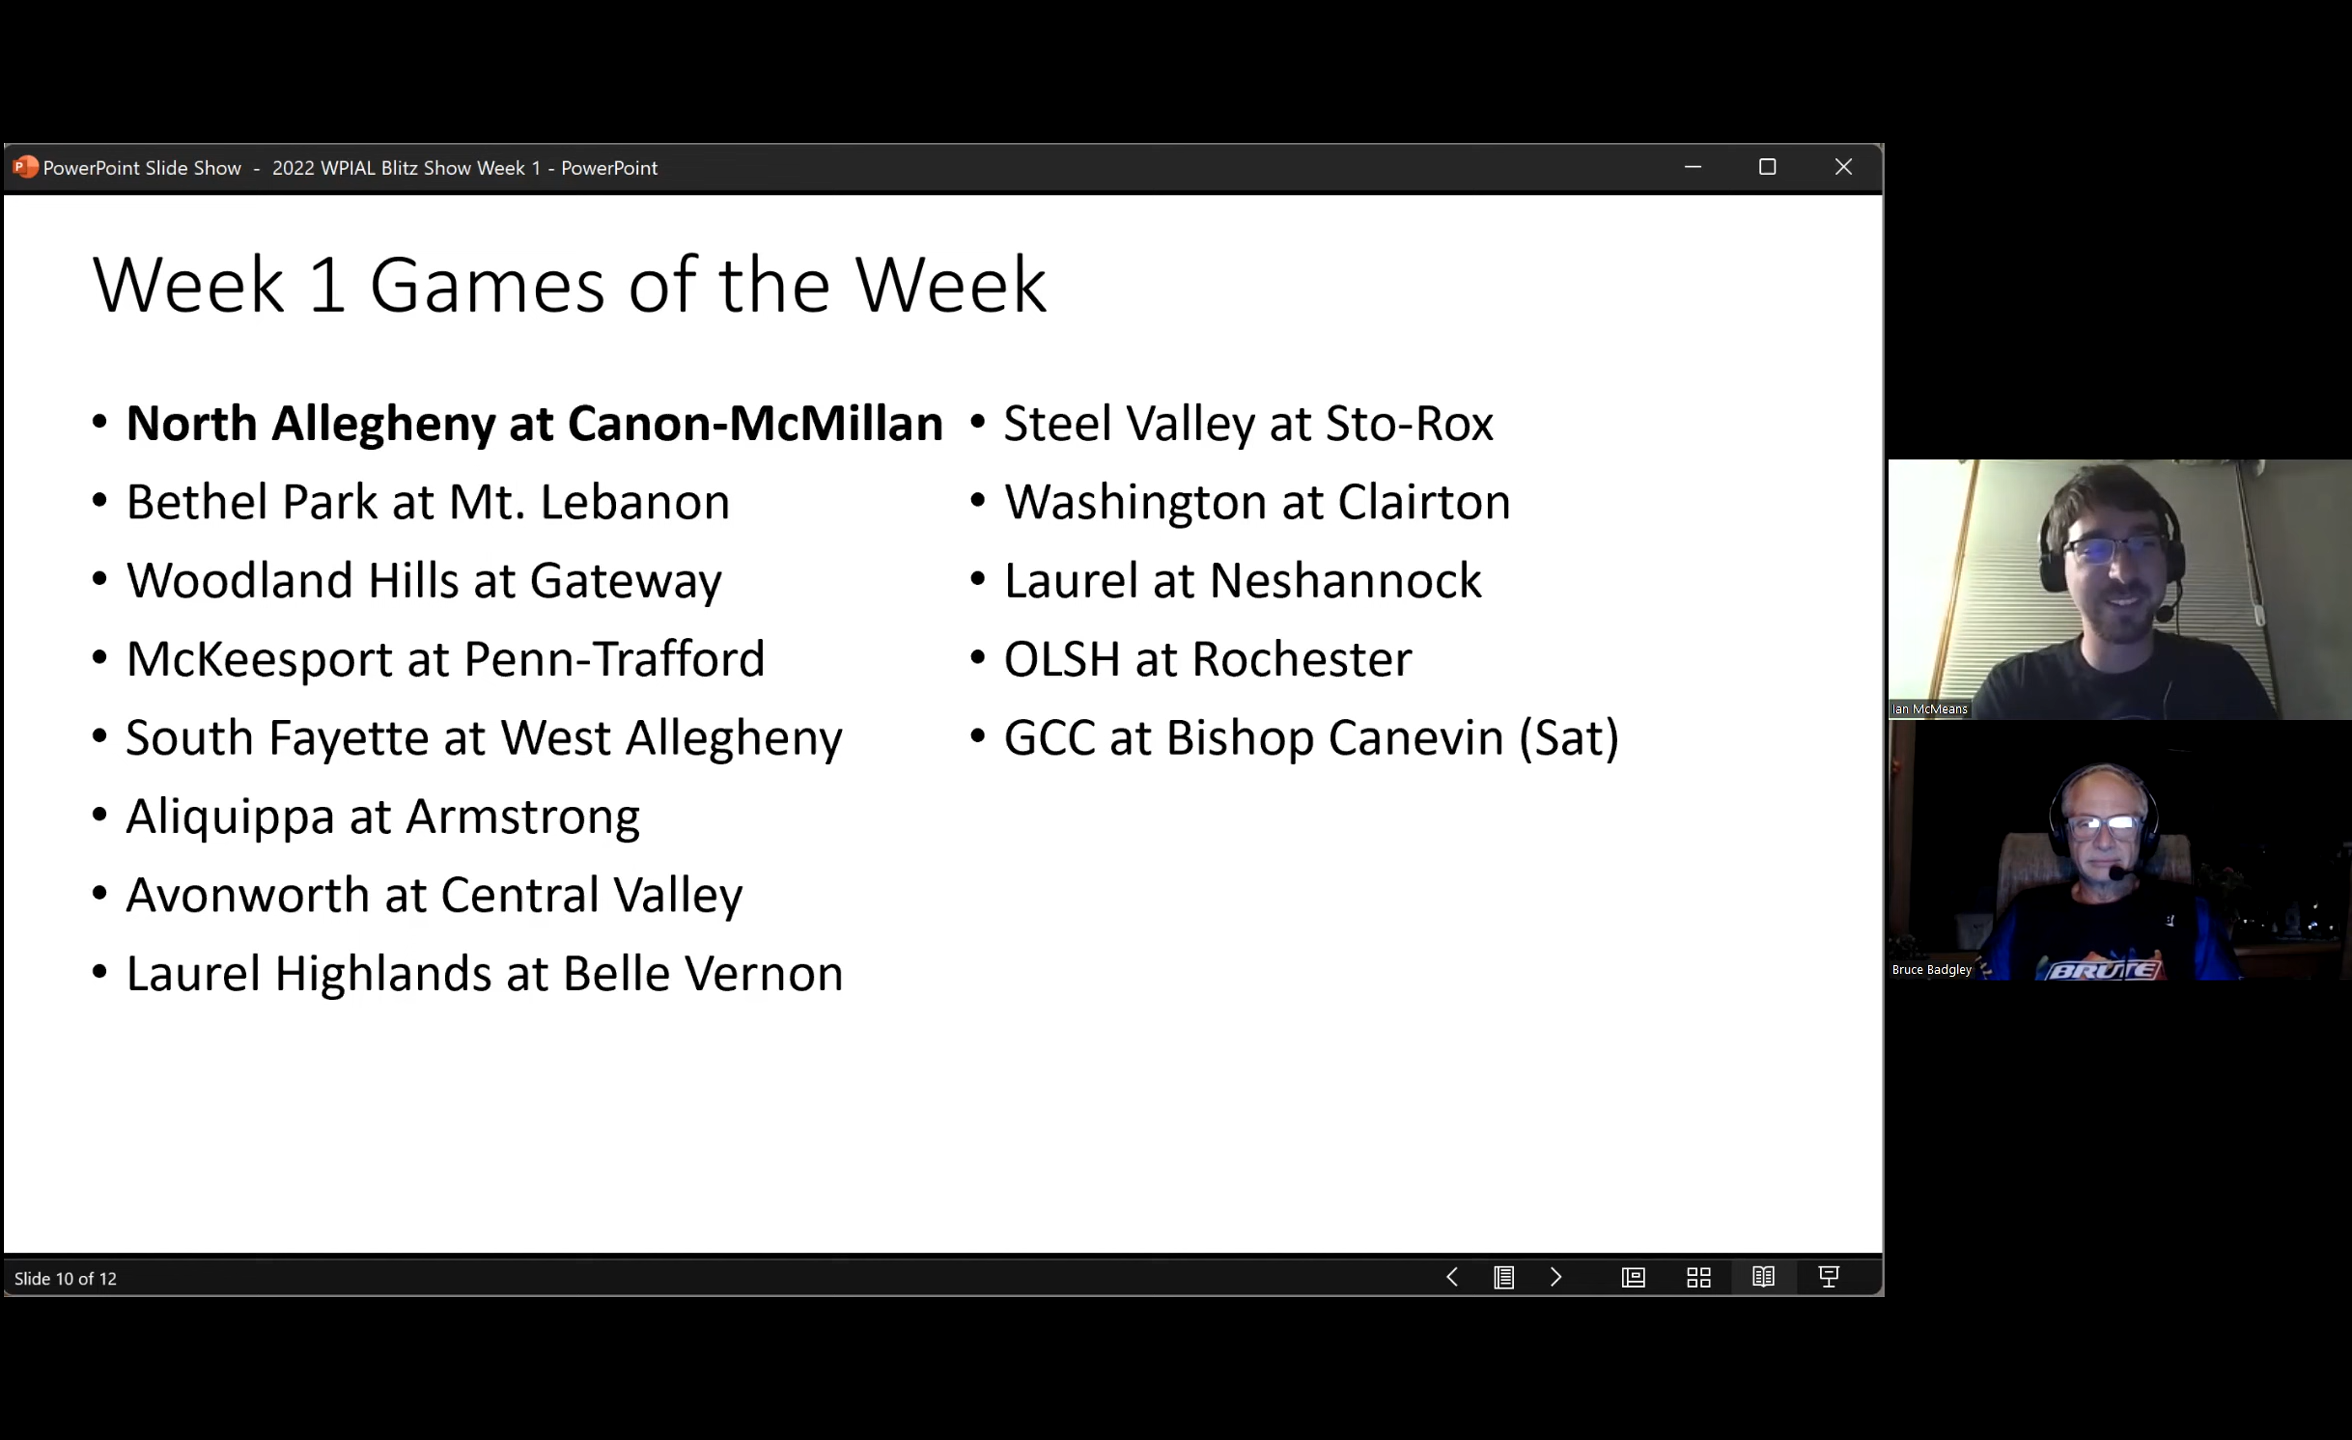 PowerPoint Slide Show - 2022 WPIAL Blitz Show Week 1 - PowerPoint
Week 1 Games of the Week
• North Allegheny at Canon-McMillan
• Bethel Park at Mt. Lebanon
• Woodland Hills at Gateway
• McKeesport at Penn-Trafford
• South Fayette at West Allegheny
• Aliquippa at Armstrong
• Avonworth at Central Valley
• Laurel Highlands at Belle Vernon
• Steel Valley at Sto-Rox
• Washington at Clairton
• Laurel at Neshannock
• OLSH at Rochester
• GCC at Bishop Canevin (Sat)
Ian McMeans
BRUTE
Bruce Badgley
Slide 10 of 12